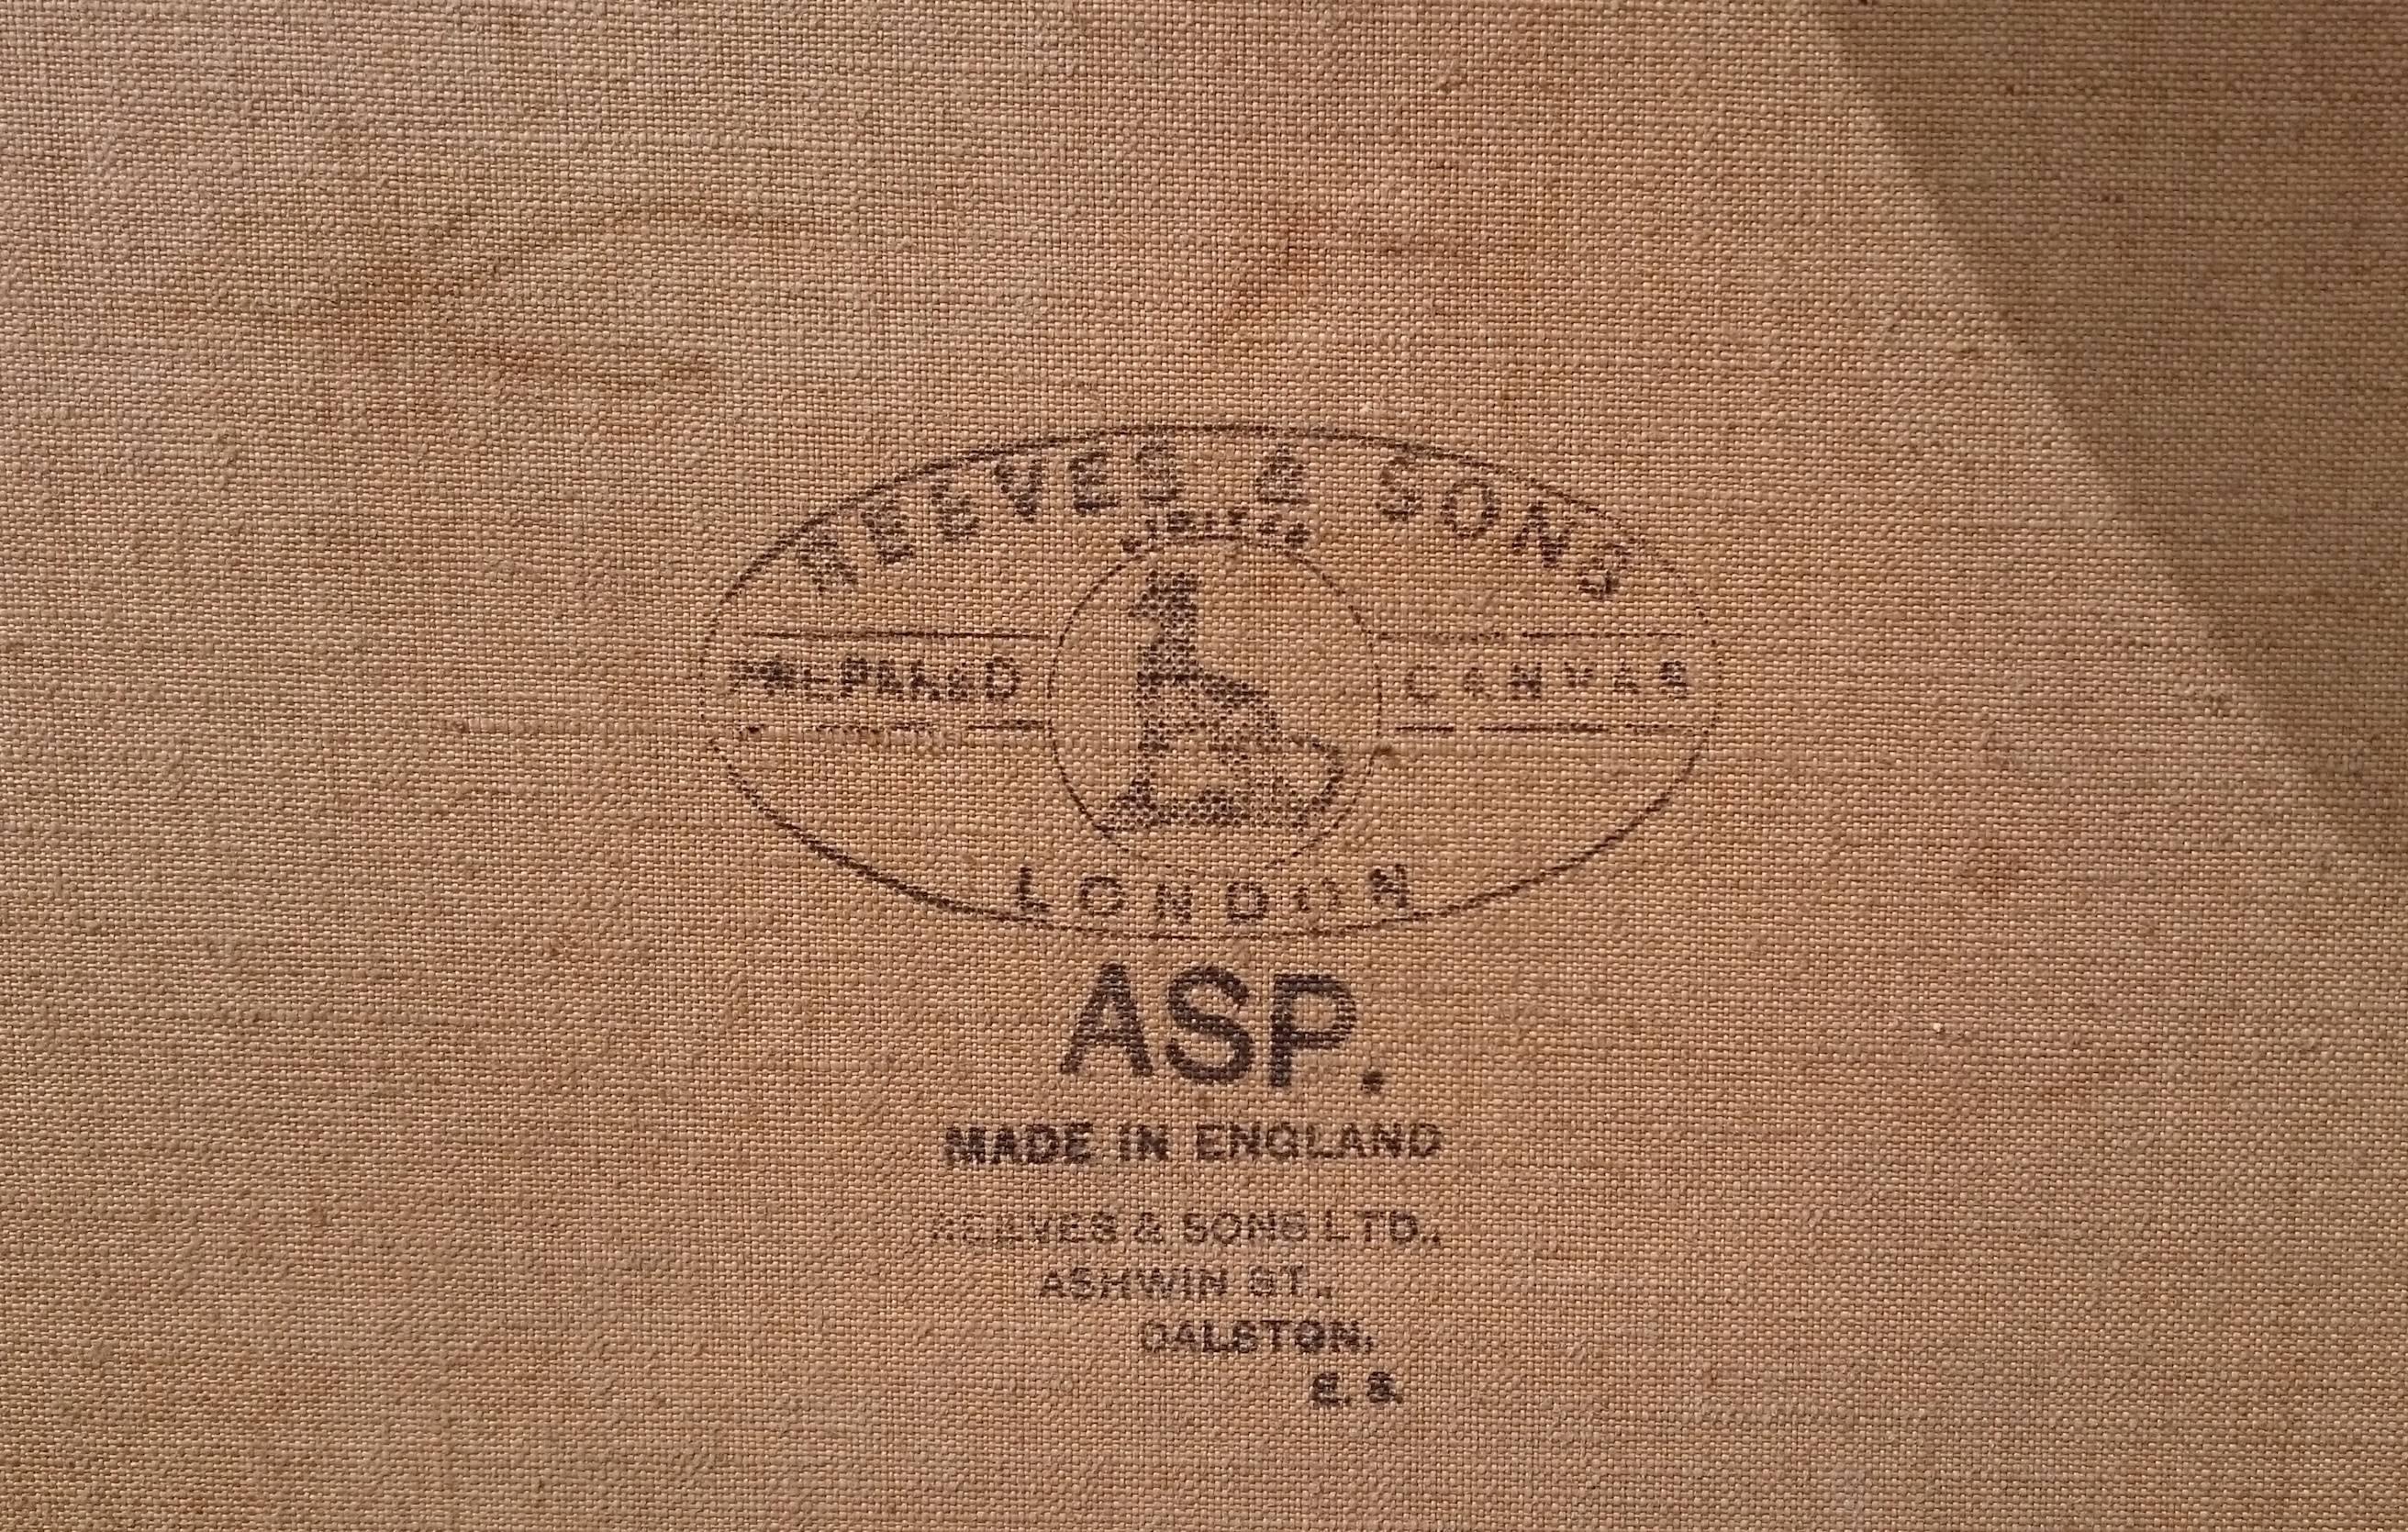 REEVES & SONS
PREPARED CANVAS
LONDON
ASP.
MADE IN ENGLAND
REEVES & SONS LTD.,
ASHWIN ST.,
DALSTON,
E. 8.